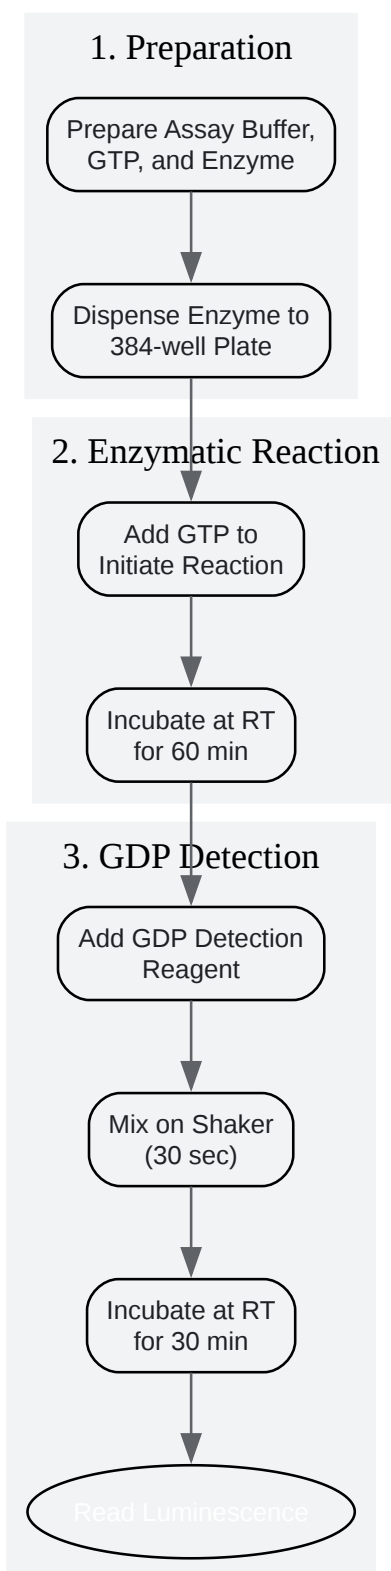 1. Preparation
Prepare Assay Buffer,
GTP, and Enzyme
Dispense Enzyme to
384-well Plate
2. Enzymatic Reaction
Add GTP to
Initiate Reaction
Incubate at RT
for 60 min
3. GDP Detection
Add GDP Detection
Reagent
Mix on Shaker
(30 sec)
Incubate at RT
for 30 min
Read Luminescence